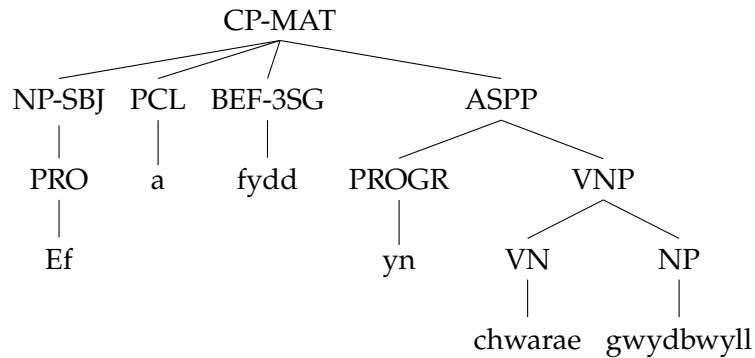 CP-MAT
NP-SBJ PCL BEF-3SG ASPP
PRO a fydd PROGR VNP
Ef yn VN NP
chwarae gwydbwyll